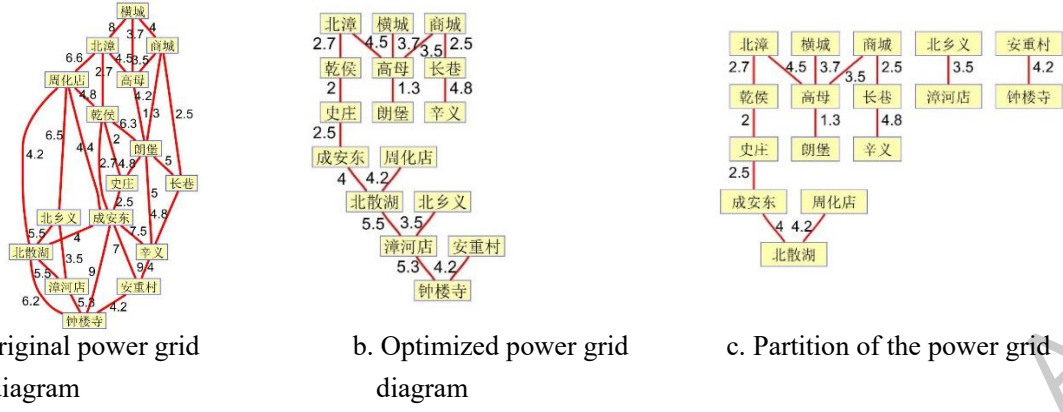 横城
8 3.7 4
北漳 商城
6.6 4.5 3.5
周化店 2.7 高母
4.8 4.2
乾侯 1.3 2.5
6.3
6.5 2 朗堡
4.2 4.4 2.7 4.8 5
史庄 长巷
2.5 5
北乡义 成安东 4.8
5.5 4 7.5
北散湖 7 辛义
3.5
5.5 9 9.4
漳河店 安重村
6.2 5.3 4.2
钟楼寺
riginal power grid
iagram
北漳 横城 商城
2.7 4.5 3.7 3.5 2.5
乾侯 高母 长巷
2 1.3 4.8
史庄 朗堡 辛义
2.5
成安东 周化店
4 4.2
北散湖 北乡义
5.5 3.5
漳河店 安重村
5.3 4.2
钟楼寺
b. Optimized power grid
diagram
北漳 横城 商城 北乡义 安重村
2.7 4.5 3.7 3.5 2.5 3.5 4.2
乾侯 高母 长巷 漳河店 钟楼寺
2 1.3 4.8
史庄 朗堡 辛义
2.5
成安东 周化店
4 4.2
北散湖
c. Partition of the power grid